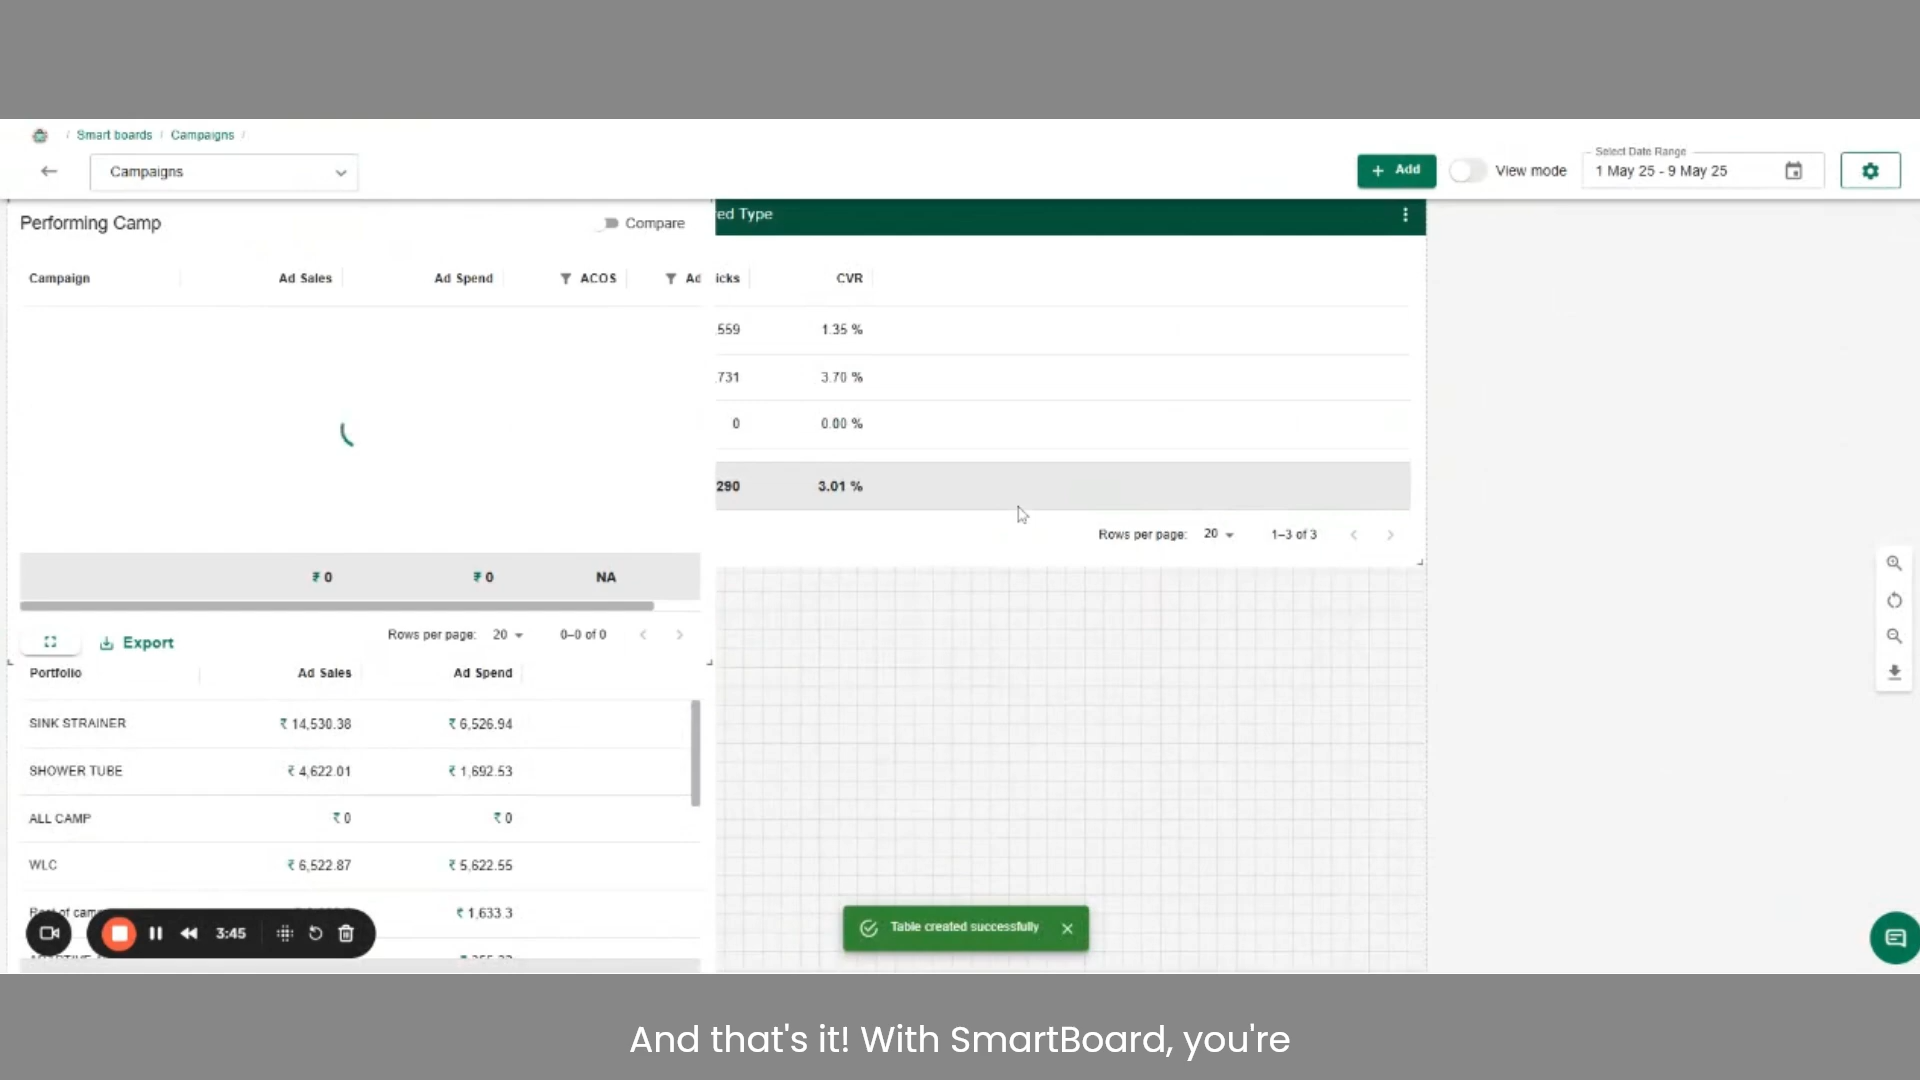 / Smart boards / Campaigns /
Campaigns
+ Add
View mode
Select Date Range
1 May 25 - 9 May 25
Performing Camp
Compare
ed Type
Campaign Ad Sales Ad Spend ACOS Ad icks CVR
559 1.35 %
731 3.70 %
0 0.00 %
290 3.01 %
Rows per page: 20 1–3 of 3
₹ 0 ₹ 0 NA
Export
Rows per page: 20 0–0 of 0
Portfolio Ad Sales Ad Spend
SINK STRAINER ₹ 14,530.38 ₹ 6,526.94
SHOWER TUBE ₹ 4,622.01 ₹ 1,692.53
ALL CAMP ₹ 0 ₹ 0
WLC ₹ 6,522.87 ₹ 5,622.55
of cam ₹ 1,633.3
3:45
Table created successfully
And that's it! With SmartBoard, you're